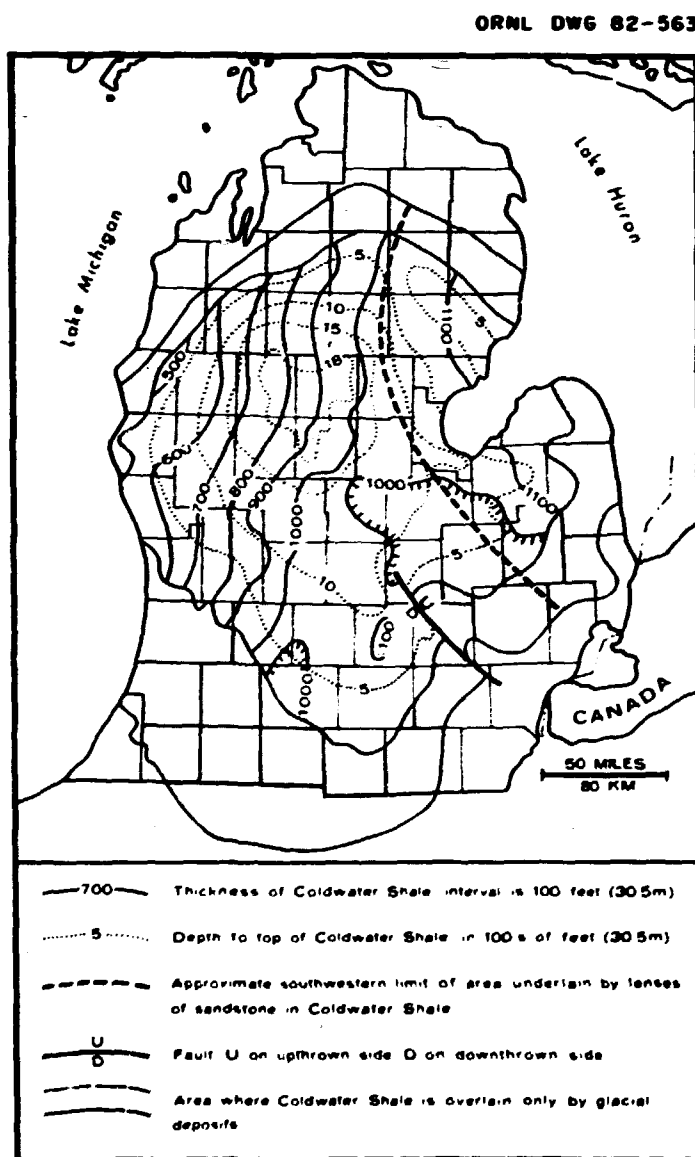 ORNL DWG 82-563
Lake Michigan
Lake Huron
5
10
15
18
1100
5
500
600
700
800
900
1000
1000
1100
5
10
100
1000
5
CANADA
50 MILES
80 KM
700 Thickness of Coldwater Shale interval is 100 feet (30 5m)
5 Depth to top of Coldwater Shale in 100 s of feet (30 5m)
Approximate southwestern limit of area underlain by lenses
of sandstone in Coldwater Shale
U
D Fault U on upthrown side D on downthrown side
Area where Coldwater Shale is overlain only by glacial
deposits